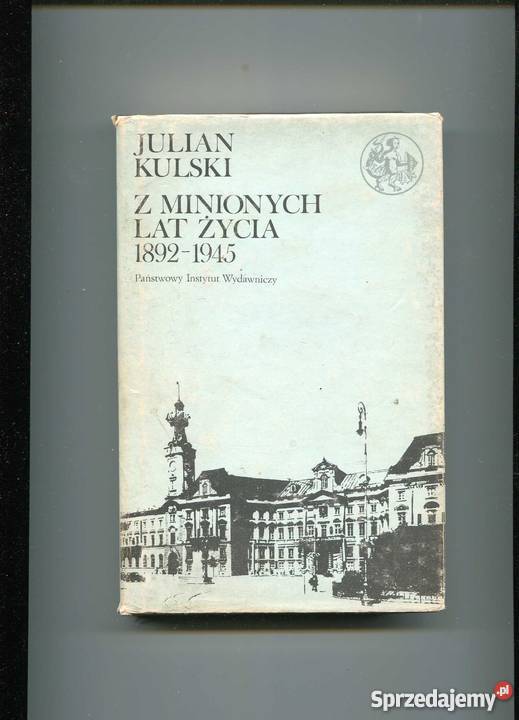 JULIAN
KULSKI
Z MINIONYCH
LAT ŻYCIA
1892-1945
Państwowy Instytut Wydawniczy
Sprzedajemy.pl